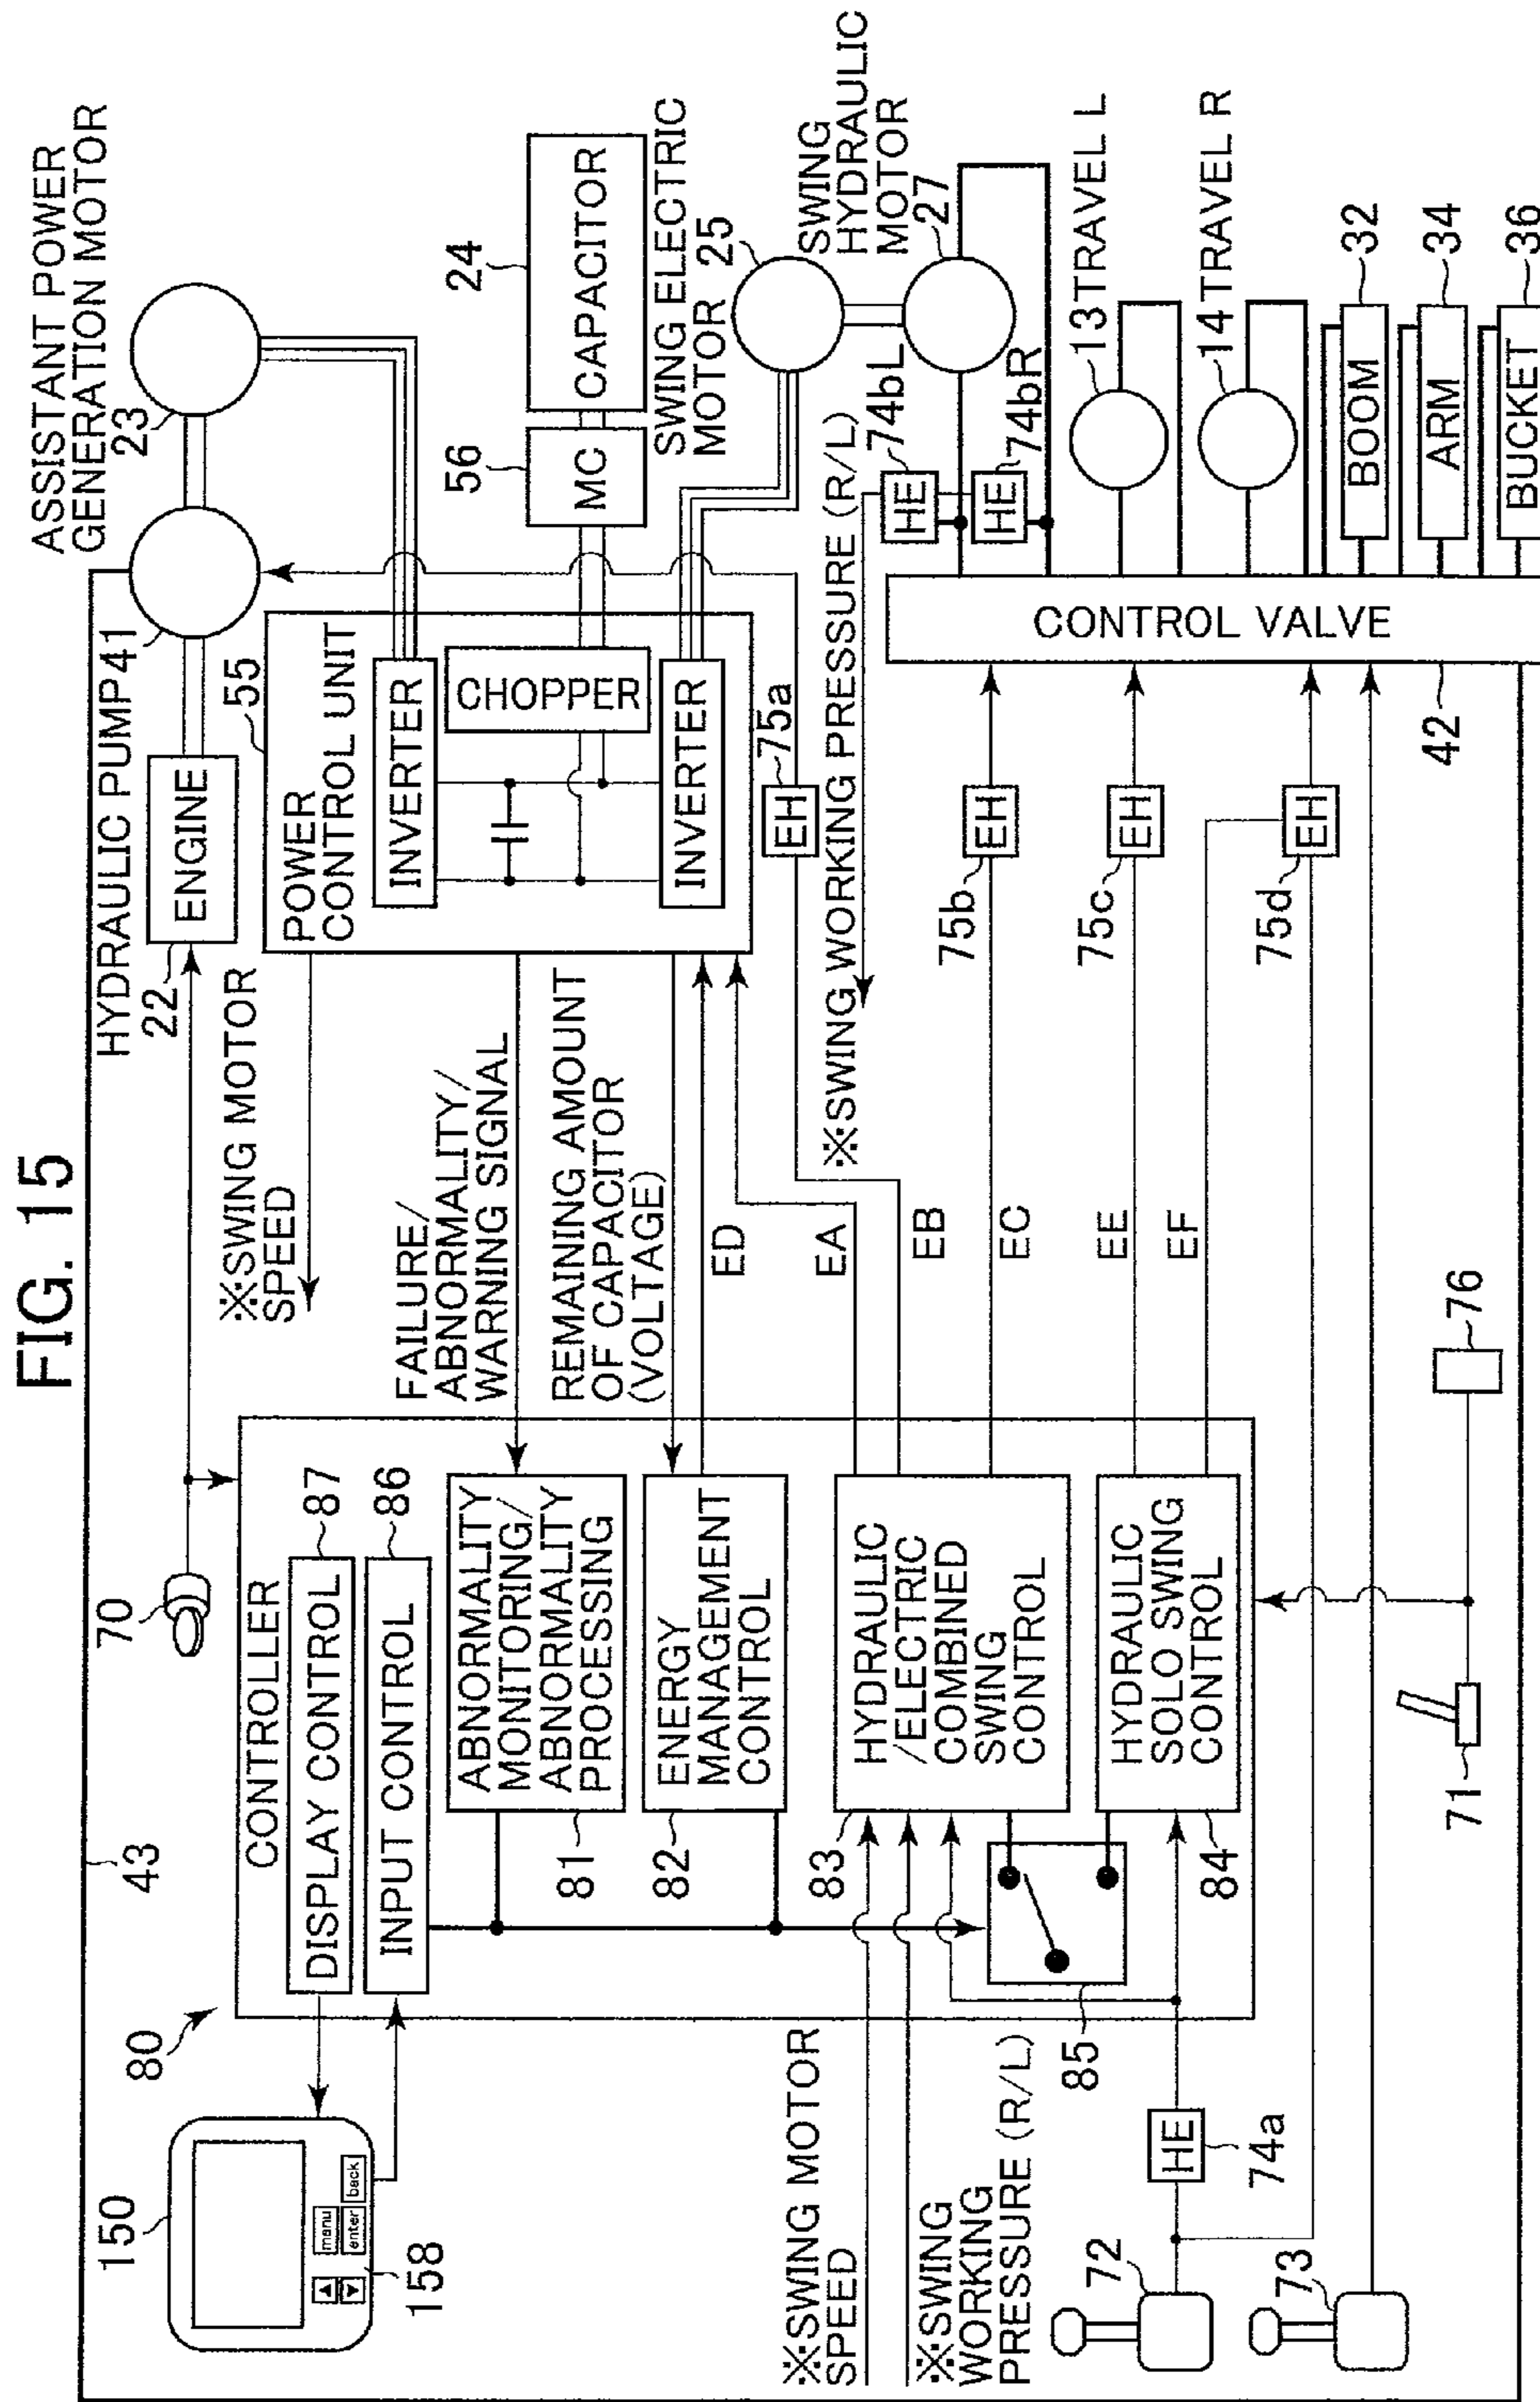 FIG. 15
43
70
80
150
158
menu
enter
back
CONTROLLER
DISPLAY CONTROL
87
INPUT CONTROL
86
ABNORMALITY
MONITORING/
ABNORMALITY
PROCESSING
81
ENERGY
MANAGEMENT
CONTROL
82
HYDRAULIC
/ELECTRIC
COMBINED
SWING
CONTROL
83
HYDRAULIC
SOLO SWING
CONTROL
84
85
※SWING MOTOR
SPEED
※SWING
WORKING
PRESSURE (R/L)
HE
74a
72
73
71
76
※SWING MOTOR
SPEED
FAILURE/
ABNORMALITY/
WARNING SIGNAL
REMAINING AMOUNT
OF CAPACITOR
(VOLTAGE)
ED
EA
EB
EC
EE
EF
HYDRAULIC PUMP41
22
ENGINE
ASSISTANT POWER
GENERATION MOTOR
23
55
POWER
CONTROL UNIT
INVERTER
CHOPPER
INVERTER
56
MC
24
CAPACITOR
SWING ELECTRIC
MOTOR
25
SWING
HYDRAULIC
MOTOR
27
EH
75a
※SWING WORKING PRESSURE (R/L)
HE
74bL
HE
74bR
75b
EH
75c
EH
75d
EH
CONTROL VALVE
42
13 TRAVEL L
14 TRAVEL R
BOOM
32
ARM
34
BUCKET
36